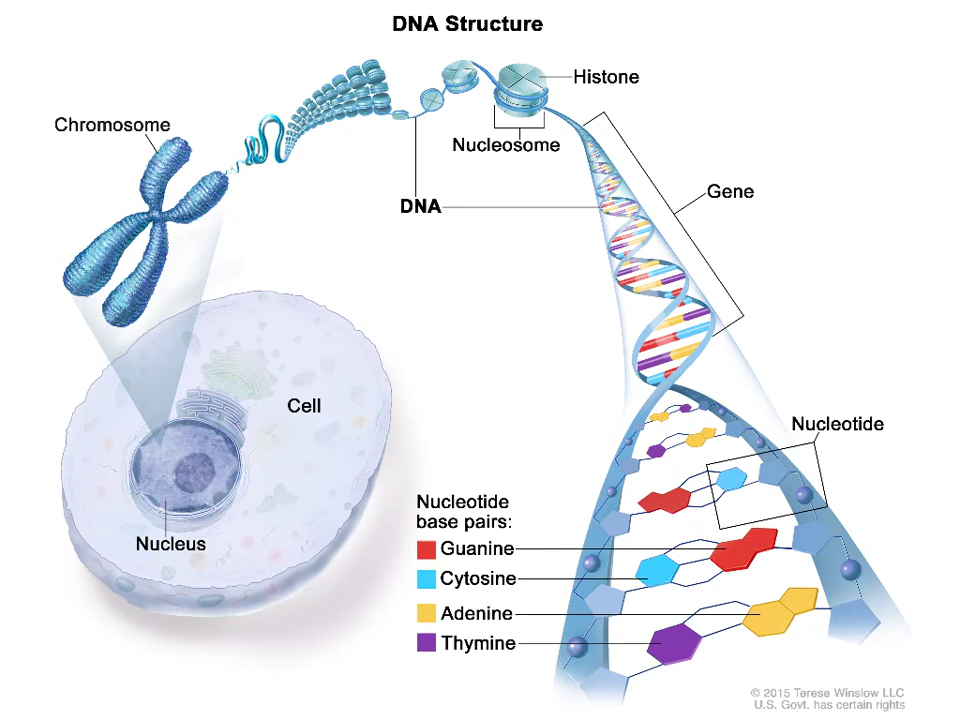 DNA Structure
Histone
Chromosome
Nucleosome
Gene
DNA
Cell
Nucleotide
Nucleus
Nucleotide
base pairs:
Guanine
Cytosine
Adenine
Thymine
© 2015 Terese Winslow LLC
U.S. Govt. has certain rights